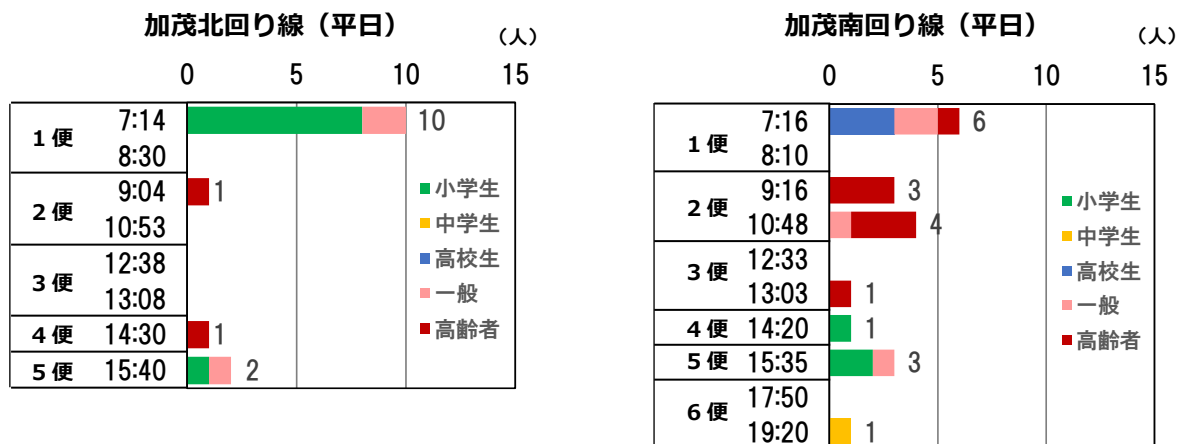 加茂北回り線（平日）
（人）
0 5 10 15
1便 7:14 10
8:30
2便 9:04 1
10:53
3便 12:38
13:08
4便 14:30 1
5便 15:40 2
小学生
中学生
高校生
一般
高齢者
加茂南回り線（平日）
（人）
0 5 10 15
1便 7:16 6
8:10
2便 9:16 3
10:48 4
3便 12:33
13:03 1
4便 14:20 1
5便 15:35 3
6便 17:50
19:20 1
小学生
中学生
高校生
一般
高齢者